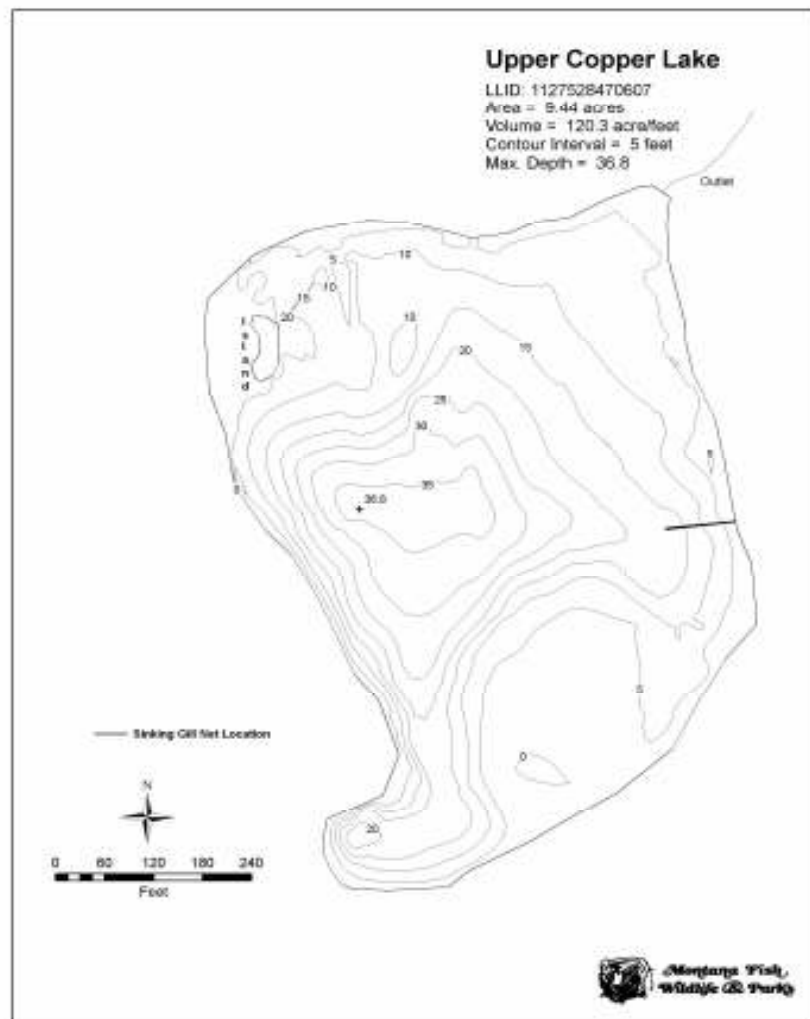 Upper Copper Lake
LLID: 1127528470607
Area = 9.44 acres
Volume = 120.3 acre/feet
Contour Interval = 5 feet
Max. Depth = 36.8
Outlet
5
10
10
15
20
10
15
20
Island
25
30
5
35
36.8
5
5
0
Sinking Gill Net Location
N
20
0 60 120 180 240
Feet
Montana Fish
Wildlife & Parks